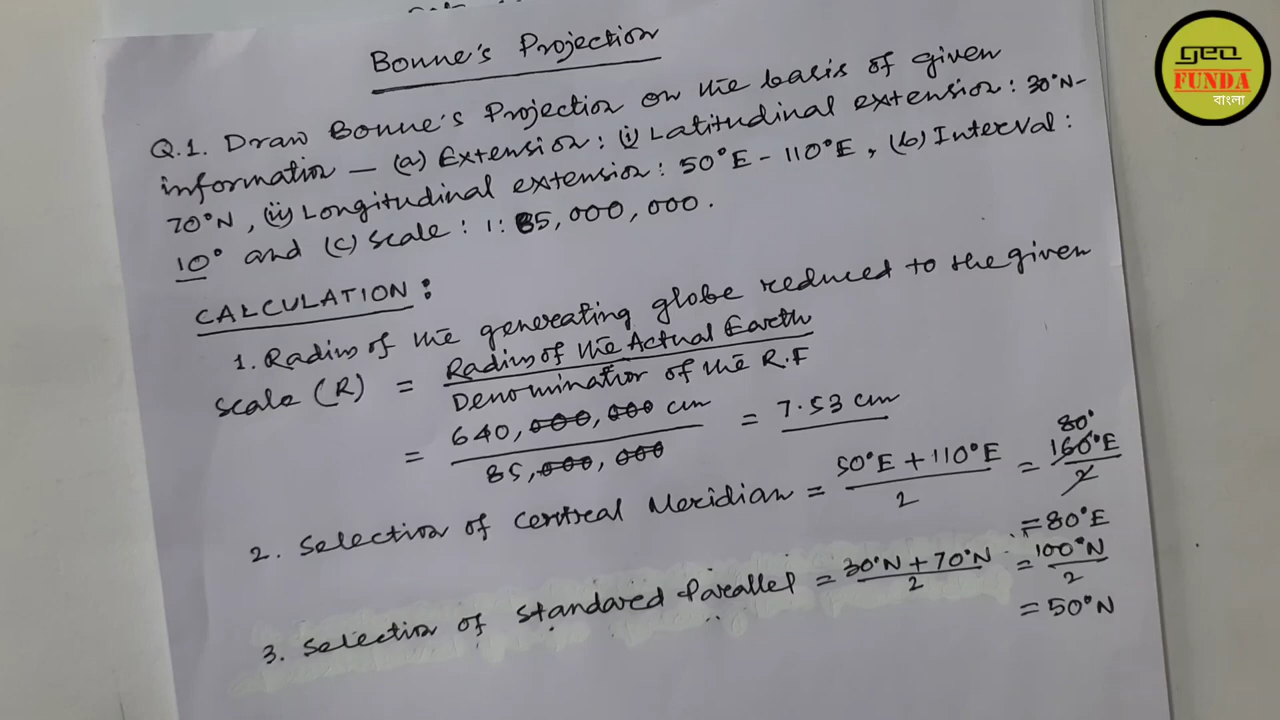 Bonne's Projection
Q.1. Draw Bonne's Projection on the basis of given
information — (a) Extension: (i) Latitudinal extension: 30°N-
70°N, (ii) Longitudinal extension: 50°E - 110°E, (b) Interval:
10° and (c) Scale: 1: 85,000,000.
CALCULATION:
1. Radius of the generating globe reduced to the given
scale (R) = Radius of the Actual Earth / Denominator of the R.F
= 640,000,000 cm / 85,000,000 = 7.53 cm
2. Selection of Central Meridian = 50°E + 110°E / 2 = 160°E / 2 80°
= 80°E
3. Selection of Standared Parallel = 30°N + 70°N / 2 = 100°N / 2
= 50°N
geo
FUNDA
বাংলা